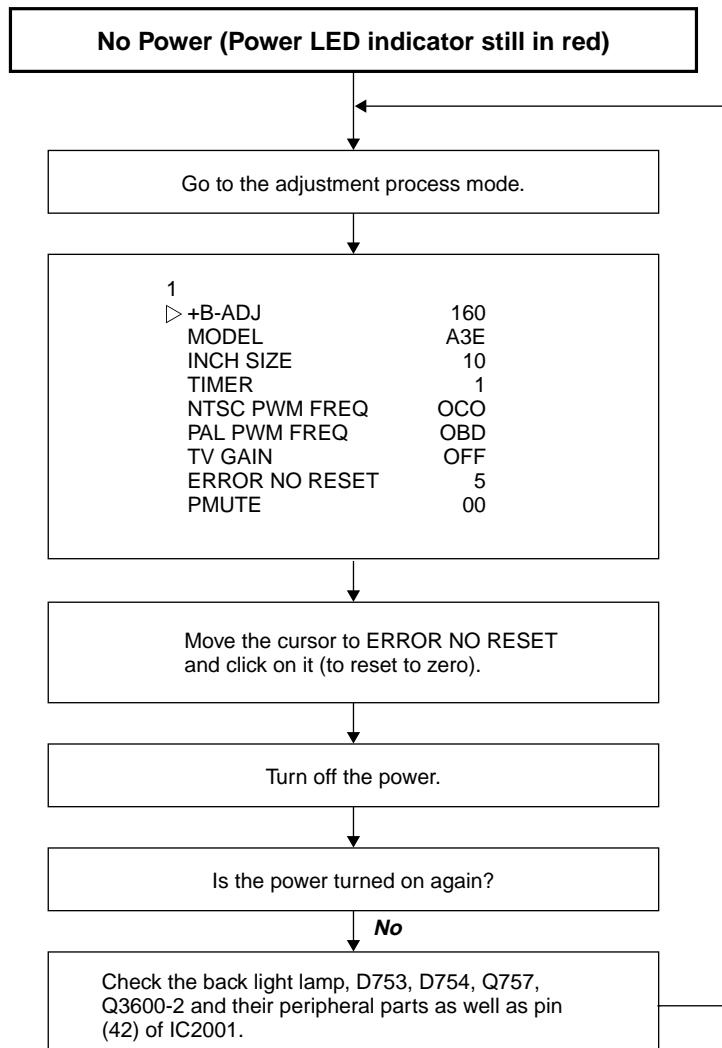 No Power (Power LED indicator still in red)
Go to the adjustment process mode.
1
+B-ADJ 160
MODEL A3E
INCH SIZE 10
TIMER 1
NTSC PWM FREQ OCO
PAL PWM FREQ OBD
TV GAIN OFF
ERROR NO RESET 5
PMUTE 00
Move the cursor to ERROR NO RESET
and click on it (to reset to zero).
Turn off the power.
Is the power turned on again?
No
Check the back light lamp, D753, D754, Q757,
Q3600-2 and their peripheral parts as well as pin
(42) of IC2001.